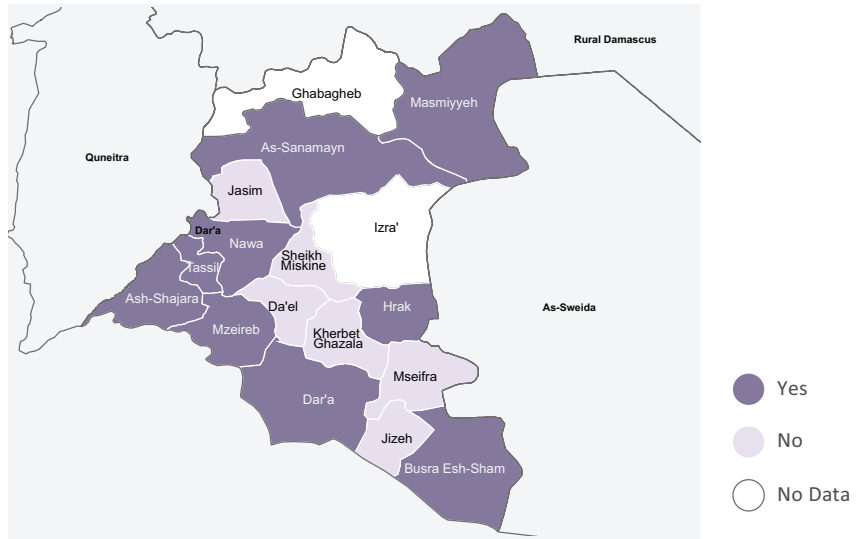 Rural Damascus
Ghabagheb
Masmiyyeh
As-Sanamayn
Quneitra
Jasim
Izra'
Dar'a
Nawa
Sheikh
Miskine
Tassil
Ash-Shajara
Da'el
Hrak
As-Sweida
Mzeireb
Kherbet
Ghazala
Mseifra
Dar'a
Jizeh
Busra Esh-Sham
Yes
No
No Data